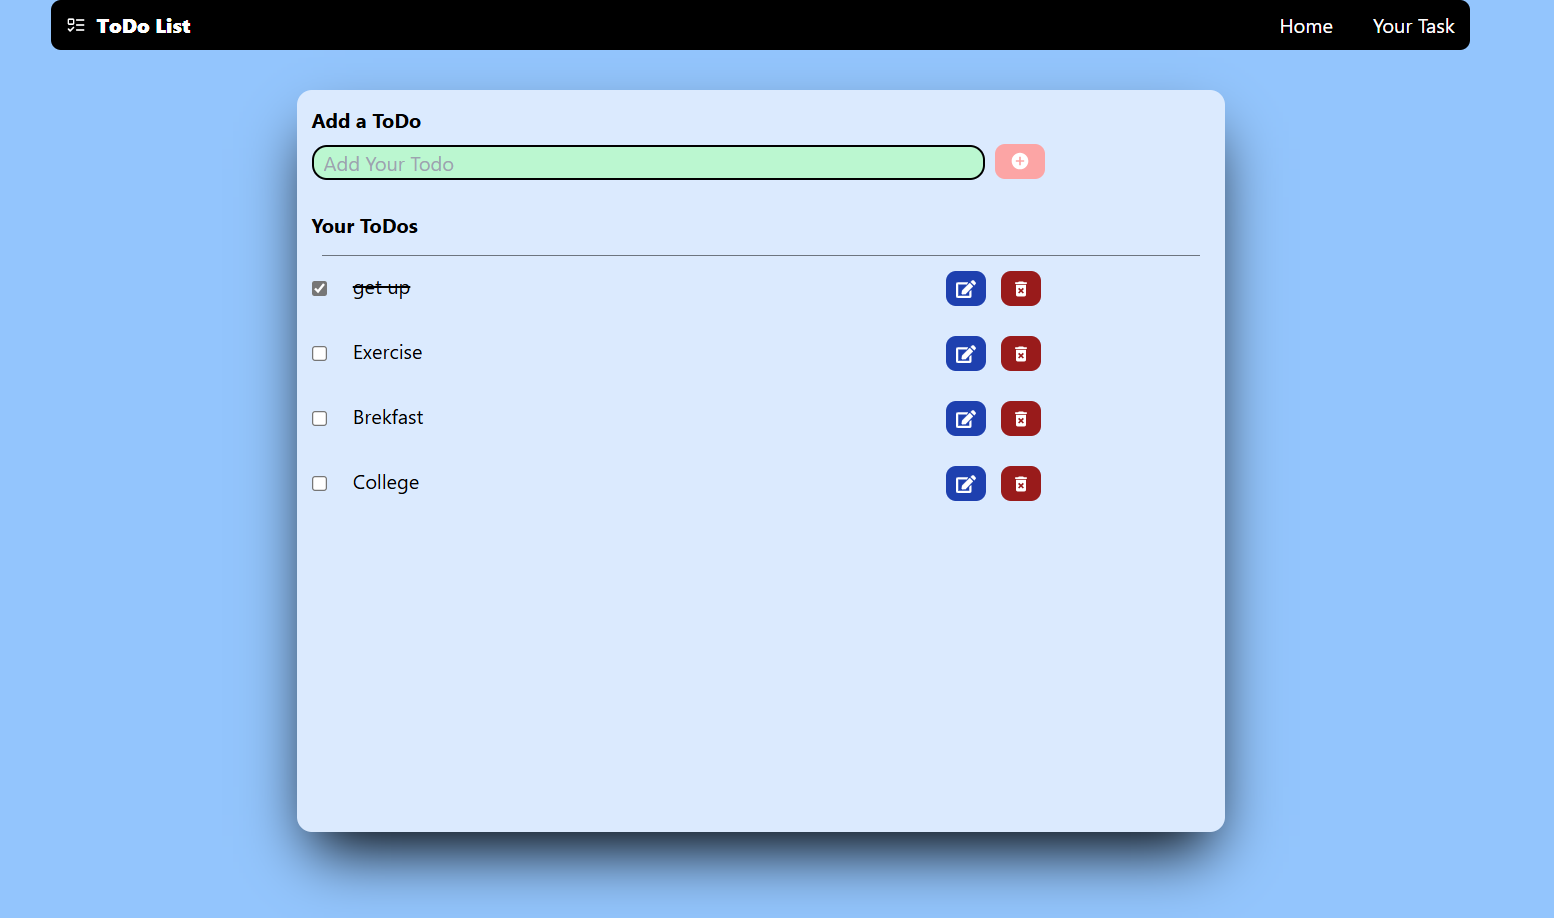 ToDo List
Home
Your Task
Add a ToDo
Add Your Todo
Your ToDos
get up
Exercise
Brekfast
College